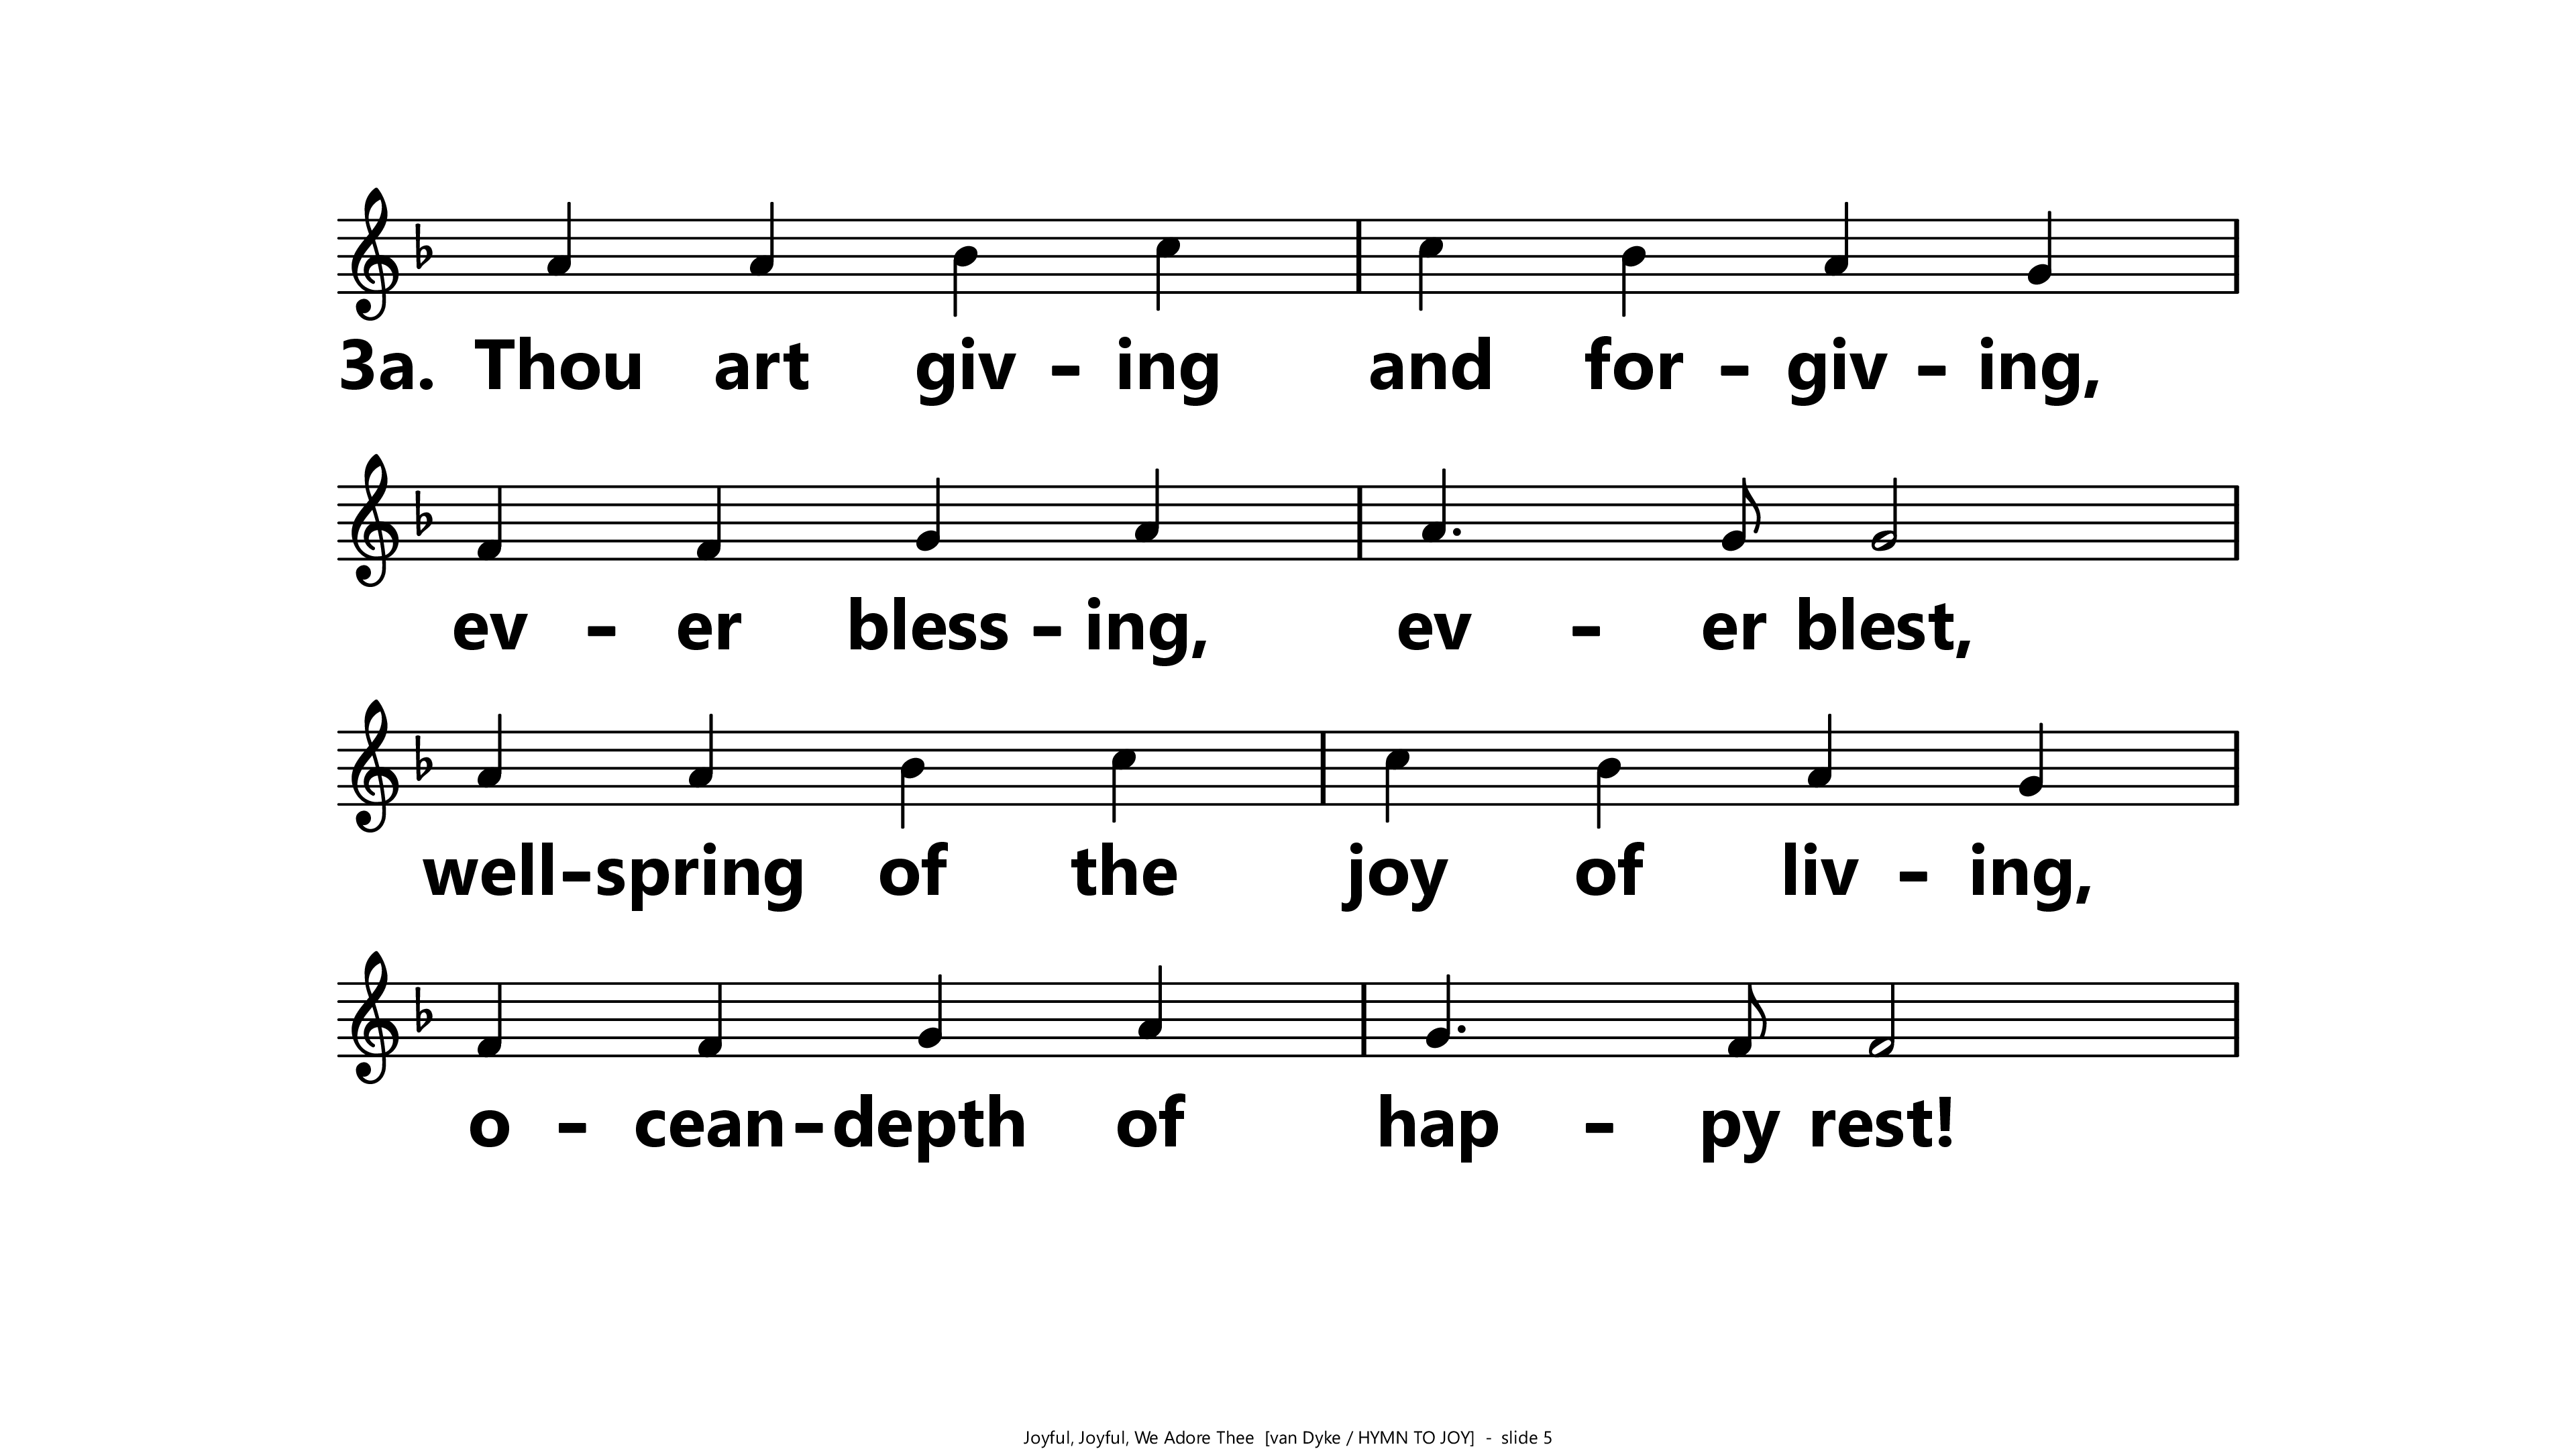 3a. Thou art giv - ing and for - giv - ing,
ev - er bless - ing, ev - er blest,
well-spring of the joy of liv - ing,
o - cean-depth of hap - py rest!
Joyful, Joyful, We Adore Thee [van Dyke / HYMN TO JOY] - slide 5